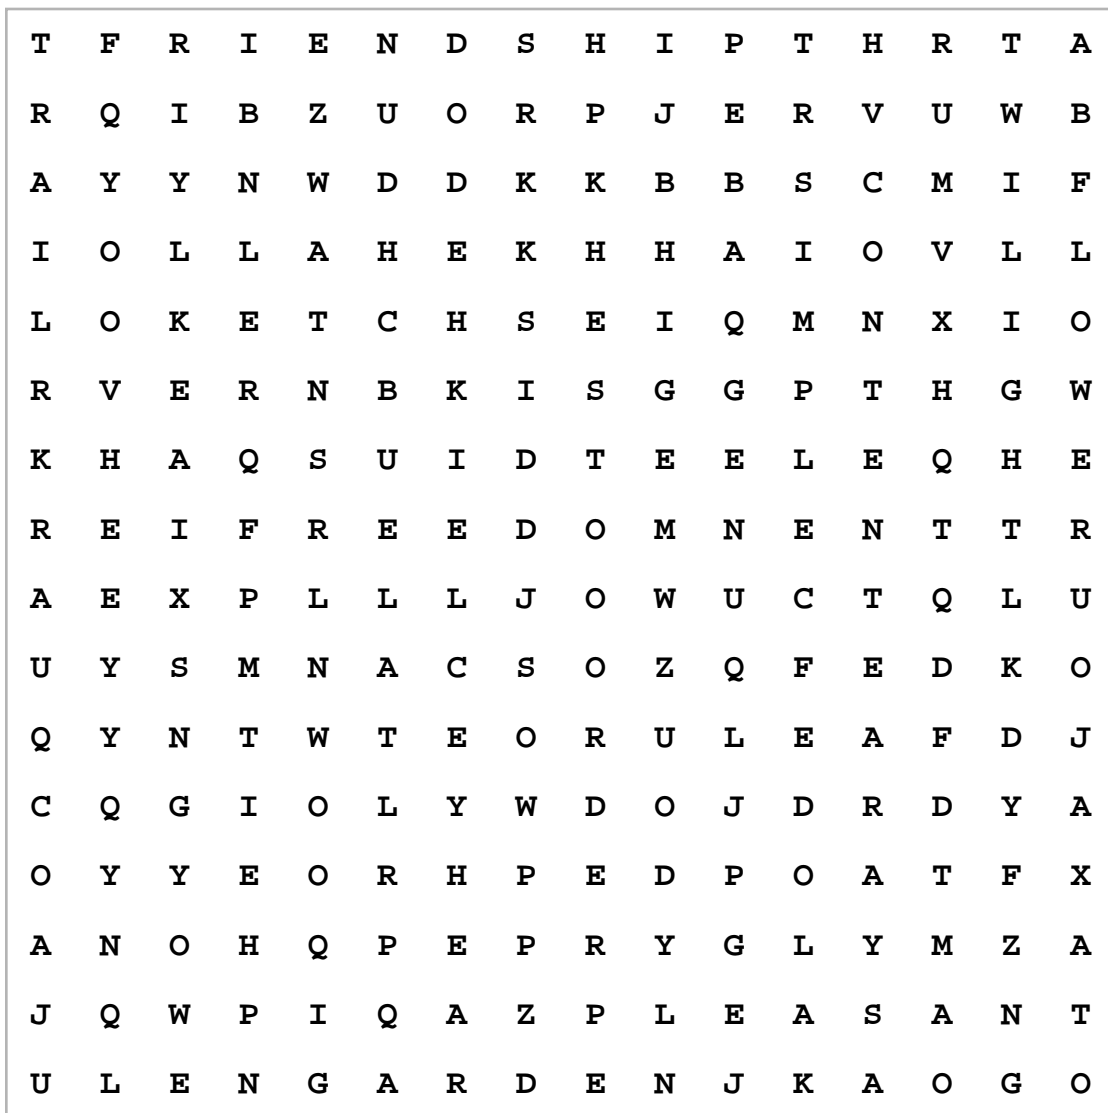 T F R I E N D S H I P T H R T A
R Q I B Z U O R P J E R V U W B
A Y Y N W D D K K B B S C M I F
I O L L A H E K H H A I O V L L
L O K E T C H S E I Q M N X I O
R V E R N B K I S G G P T H G W
K H A Q S U I D T E E L E Q H E
R E I F R E E D O M N E N T T R
A E X P L L L J O W U C T Q L U
U Y S M N A C S O Z Q F E D K O
Q Y N T W T E O R U L E A F D J
C Q G I O L Y W D O J D R D Y A
O Y Y E O R H P E D P O A T F X
A N O H Q P E P R Y G L Y M Z A
J Q W P I Q A Z P L E A S A N T
U L E N G A R D E N J K A O G O